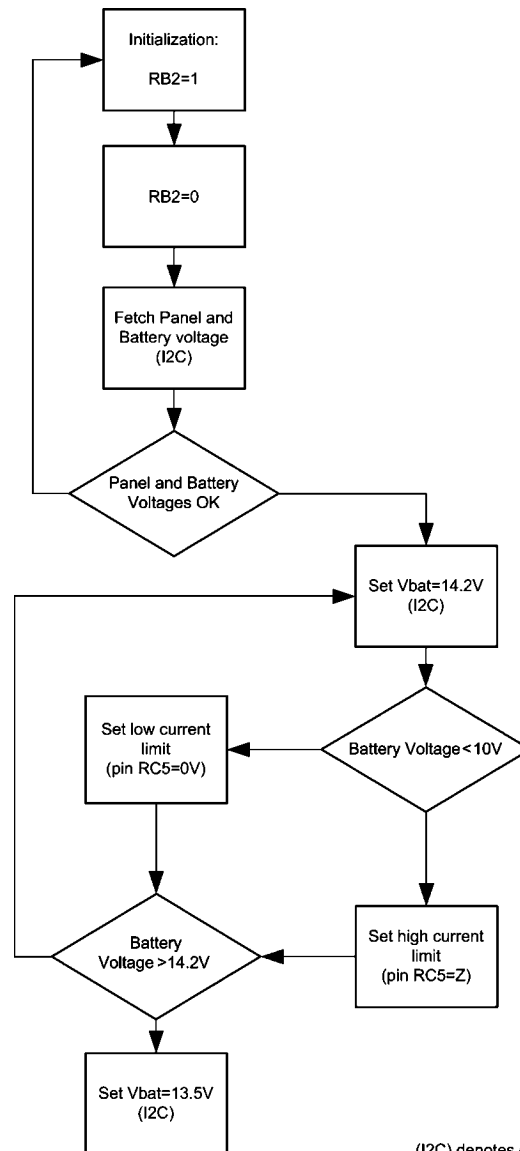 Initialization:
RB2=1
RB2=0
Fetch Panel and
Battery voltage
(I2C)
Panel and Battery
Voltages OK
Set Vbat=14.2V
(I2C)
Battery Voltage<10V
Set low current
limit
(pin RC5=0V)
Set high current
limit
(pin RC5=Z)
Battery
Voltage>14.2V
Set Vbat=13.5V
(I2C)
(I2C) denotes